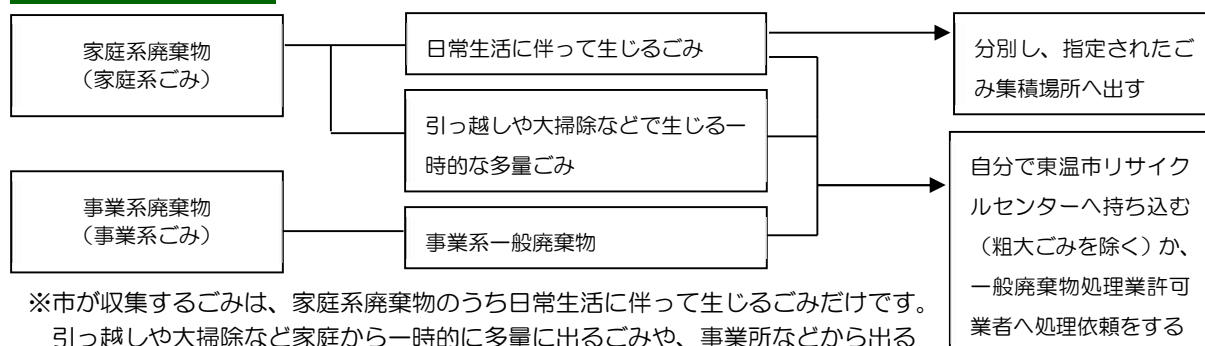 家庭系廃棄物
（家庭系ごみ）
日常生活に伴って生じるごみ
分別し、指定されたご
み集積場所へ出す
引っ越しや大掃除などで生じる一
時的な多量ごみ
事業系廃棄物
（事業系ごみ）
事業系一般廃棄物
自分で東温市リサイク
ルセンターへ持ち込む
（粗大ごみを除く）か、
一般廃棄物処理業許可
業者へ処理依頼をする
※市が収集するごみは、家庭系廃棄物のうち日常生活に伴って生じるごみだけです。
引っ越しや大掃除など家庭から一時的に多量に出るごみや、事業所などから出る